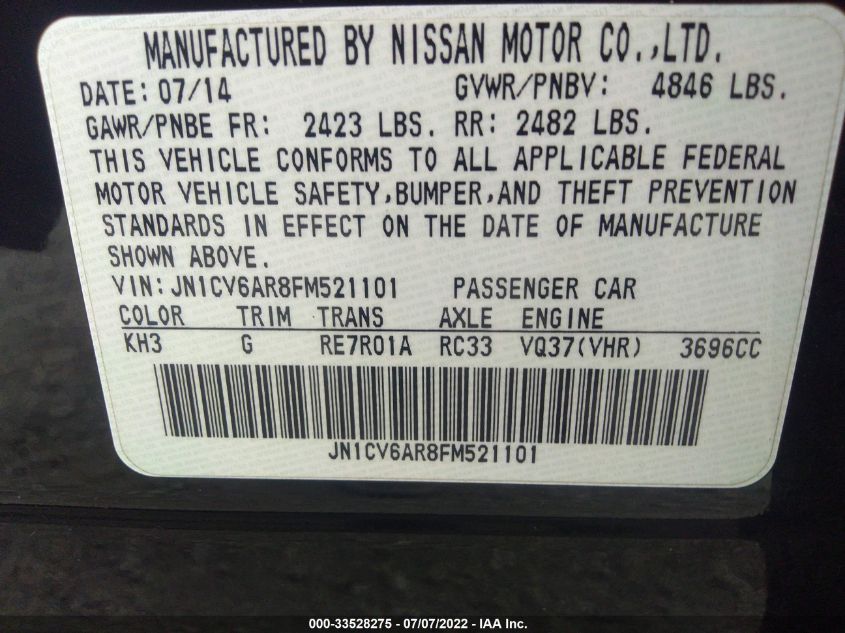 MANUFACTURED BY NISSAN MOTOR CO.,LTD.
DATE: 07/14 GVWR/PNBV: 4846 LBS.
GAWR/PNBE FR: 2423 LBS. RR: 2482 LBS.
THIS VEHICLE CONFORMS TO ALL APPLICABLE FEDERAL
MOTOR VEHICLE SAFETY,BUMPER,AND THEFT PREVENTION
STANDARDS IN EFFECT ON THE DATE OF MANUFACTURE
SHOWN ABOVE.
VIN: JN1CV6AR8FM521101 PASSENGER CAR
COLOR TRIM TRANS AXLE ENGINE
KH3 G RE7R01A RC33 VQ37(VHR) 3696CC
JN1CV6AR8FM521101
000-33528275 - 07/07/2022 - IAA Inc.